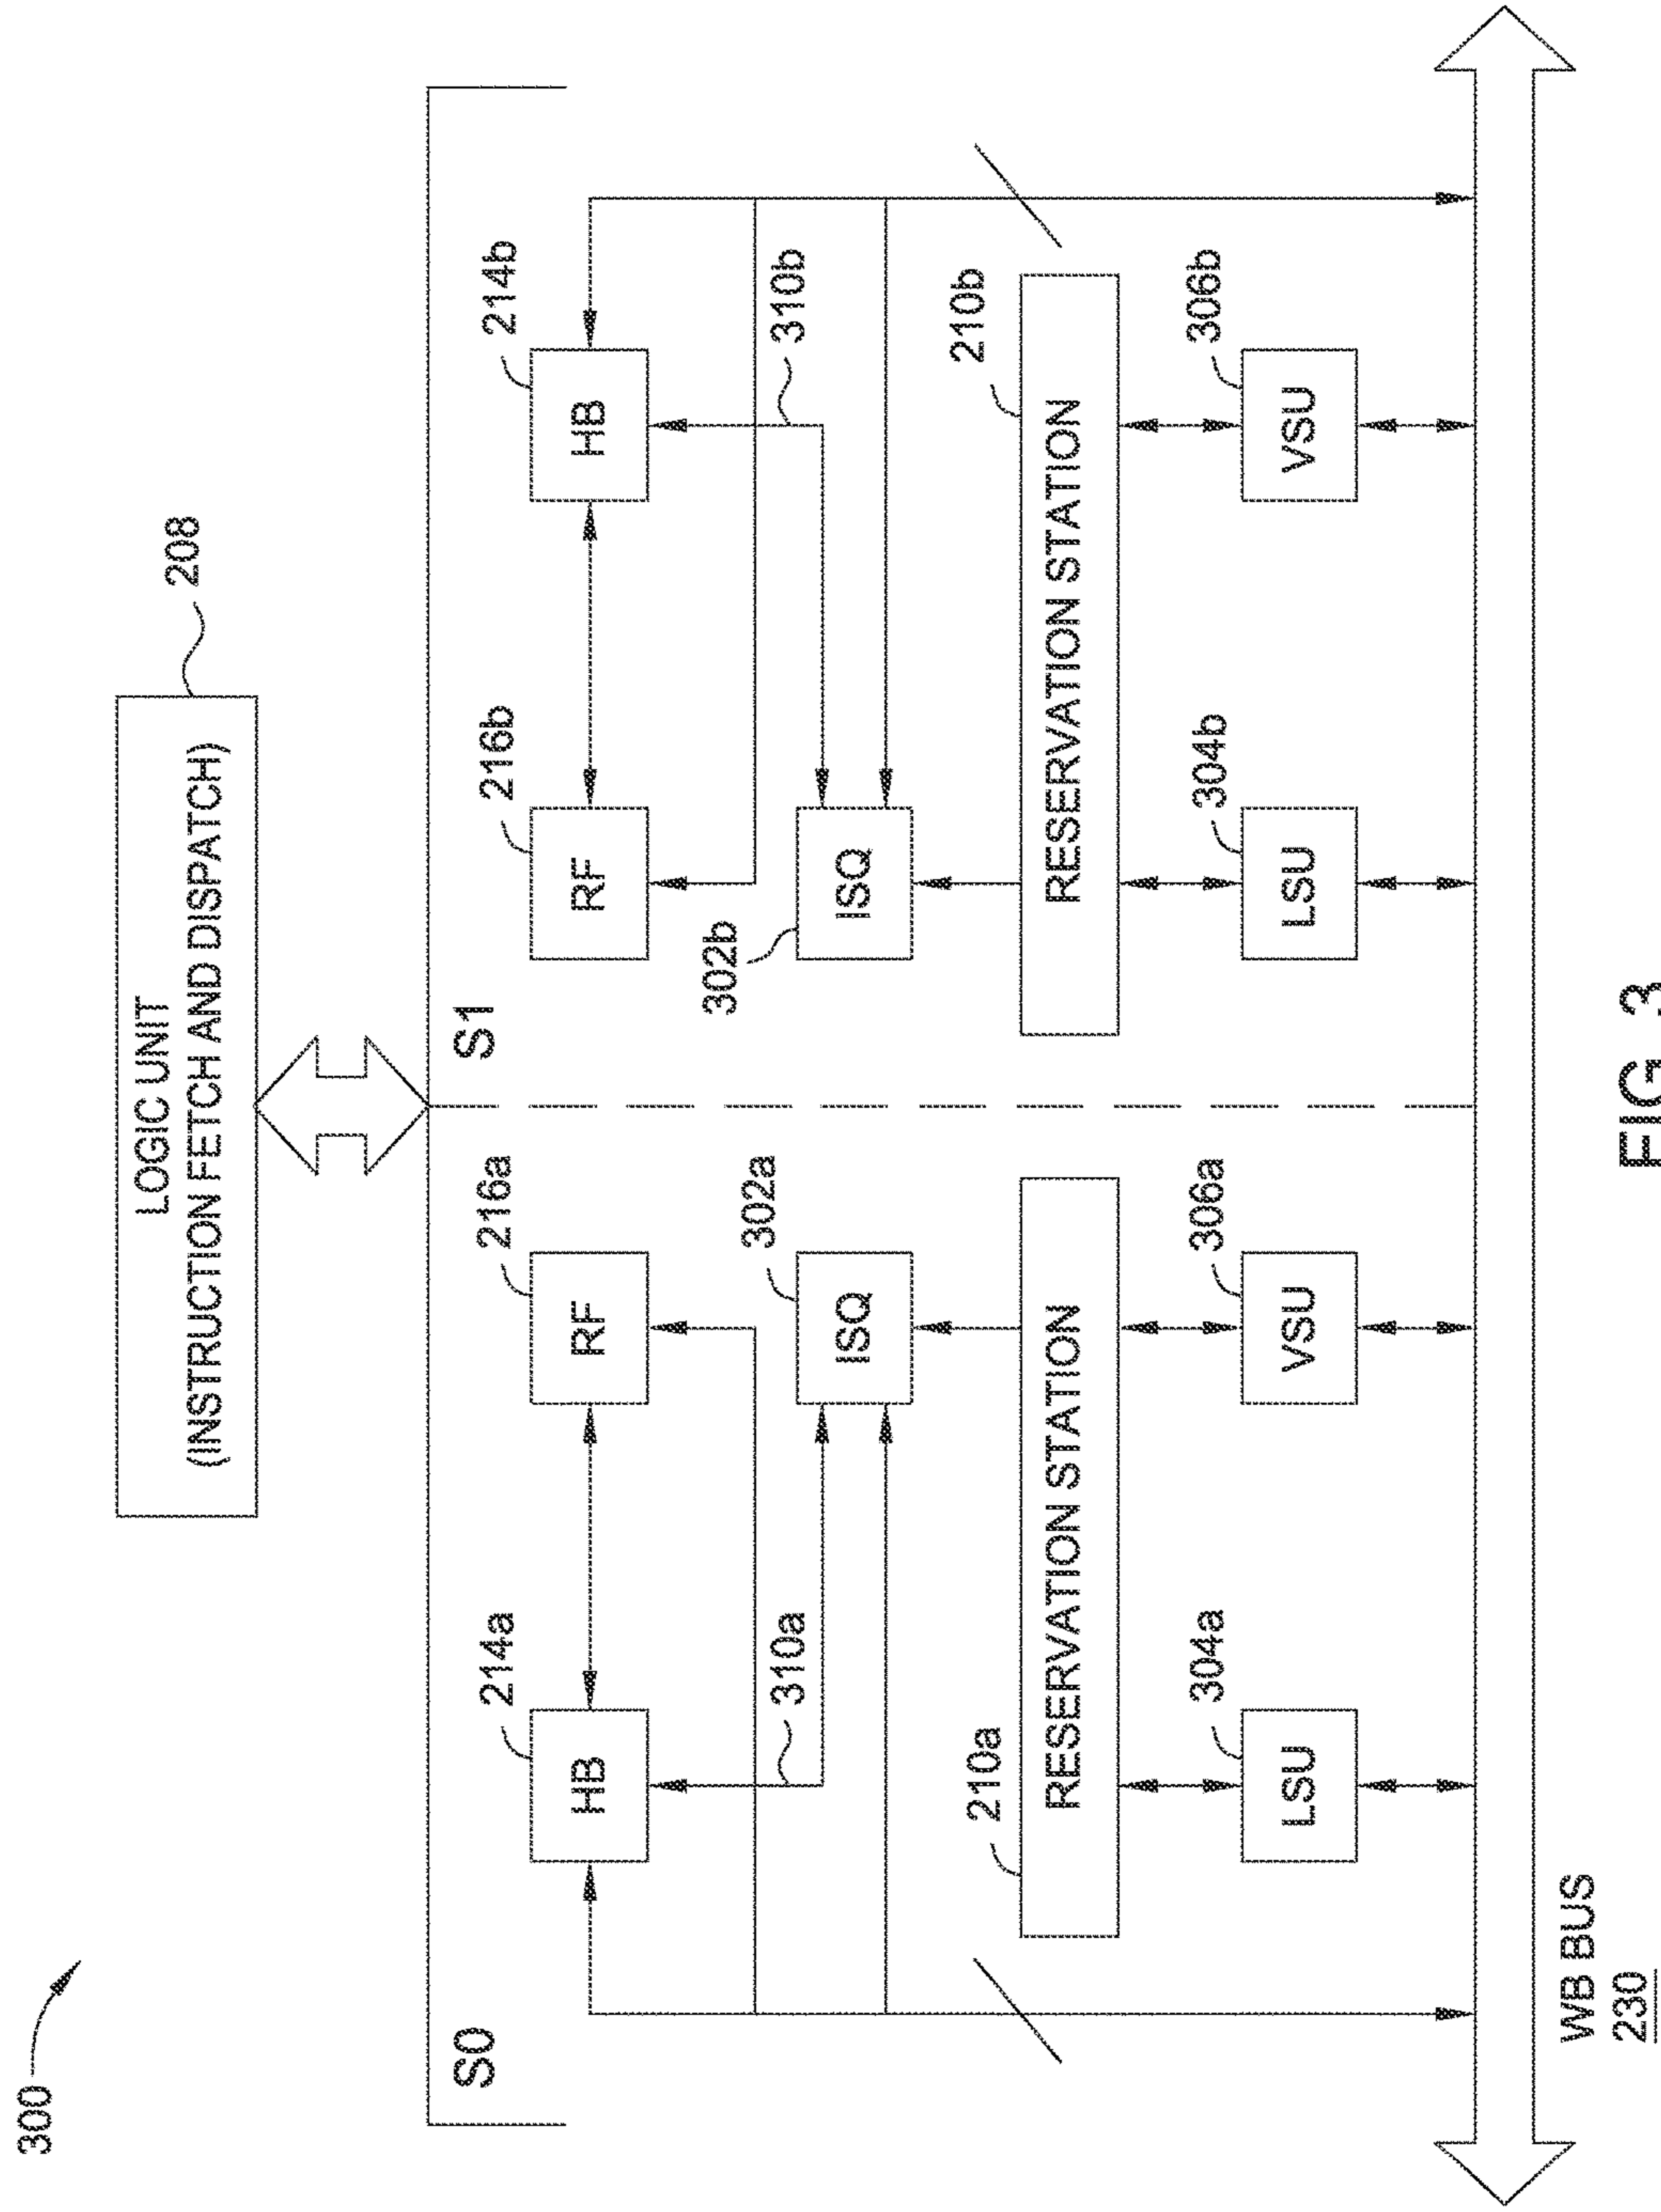 300
LOGIC UNIT
(INSTRUCTION FETCH AND DISPATCH)
208
S0
S1
214a
216a
216b
214b
HB
RF
RF
HB
310a
302a
302b
310b
ISQ
ISQ
210a
210b
RESERVATION STATION
RESERVATION STATION
304a
306a
304b
306b
LSU
VSU
LSU
VSU
WB BUS
230
FIG. 3